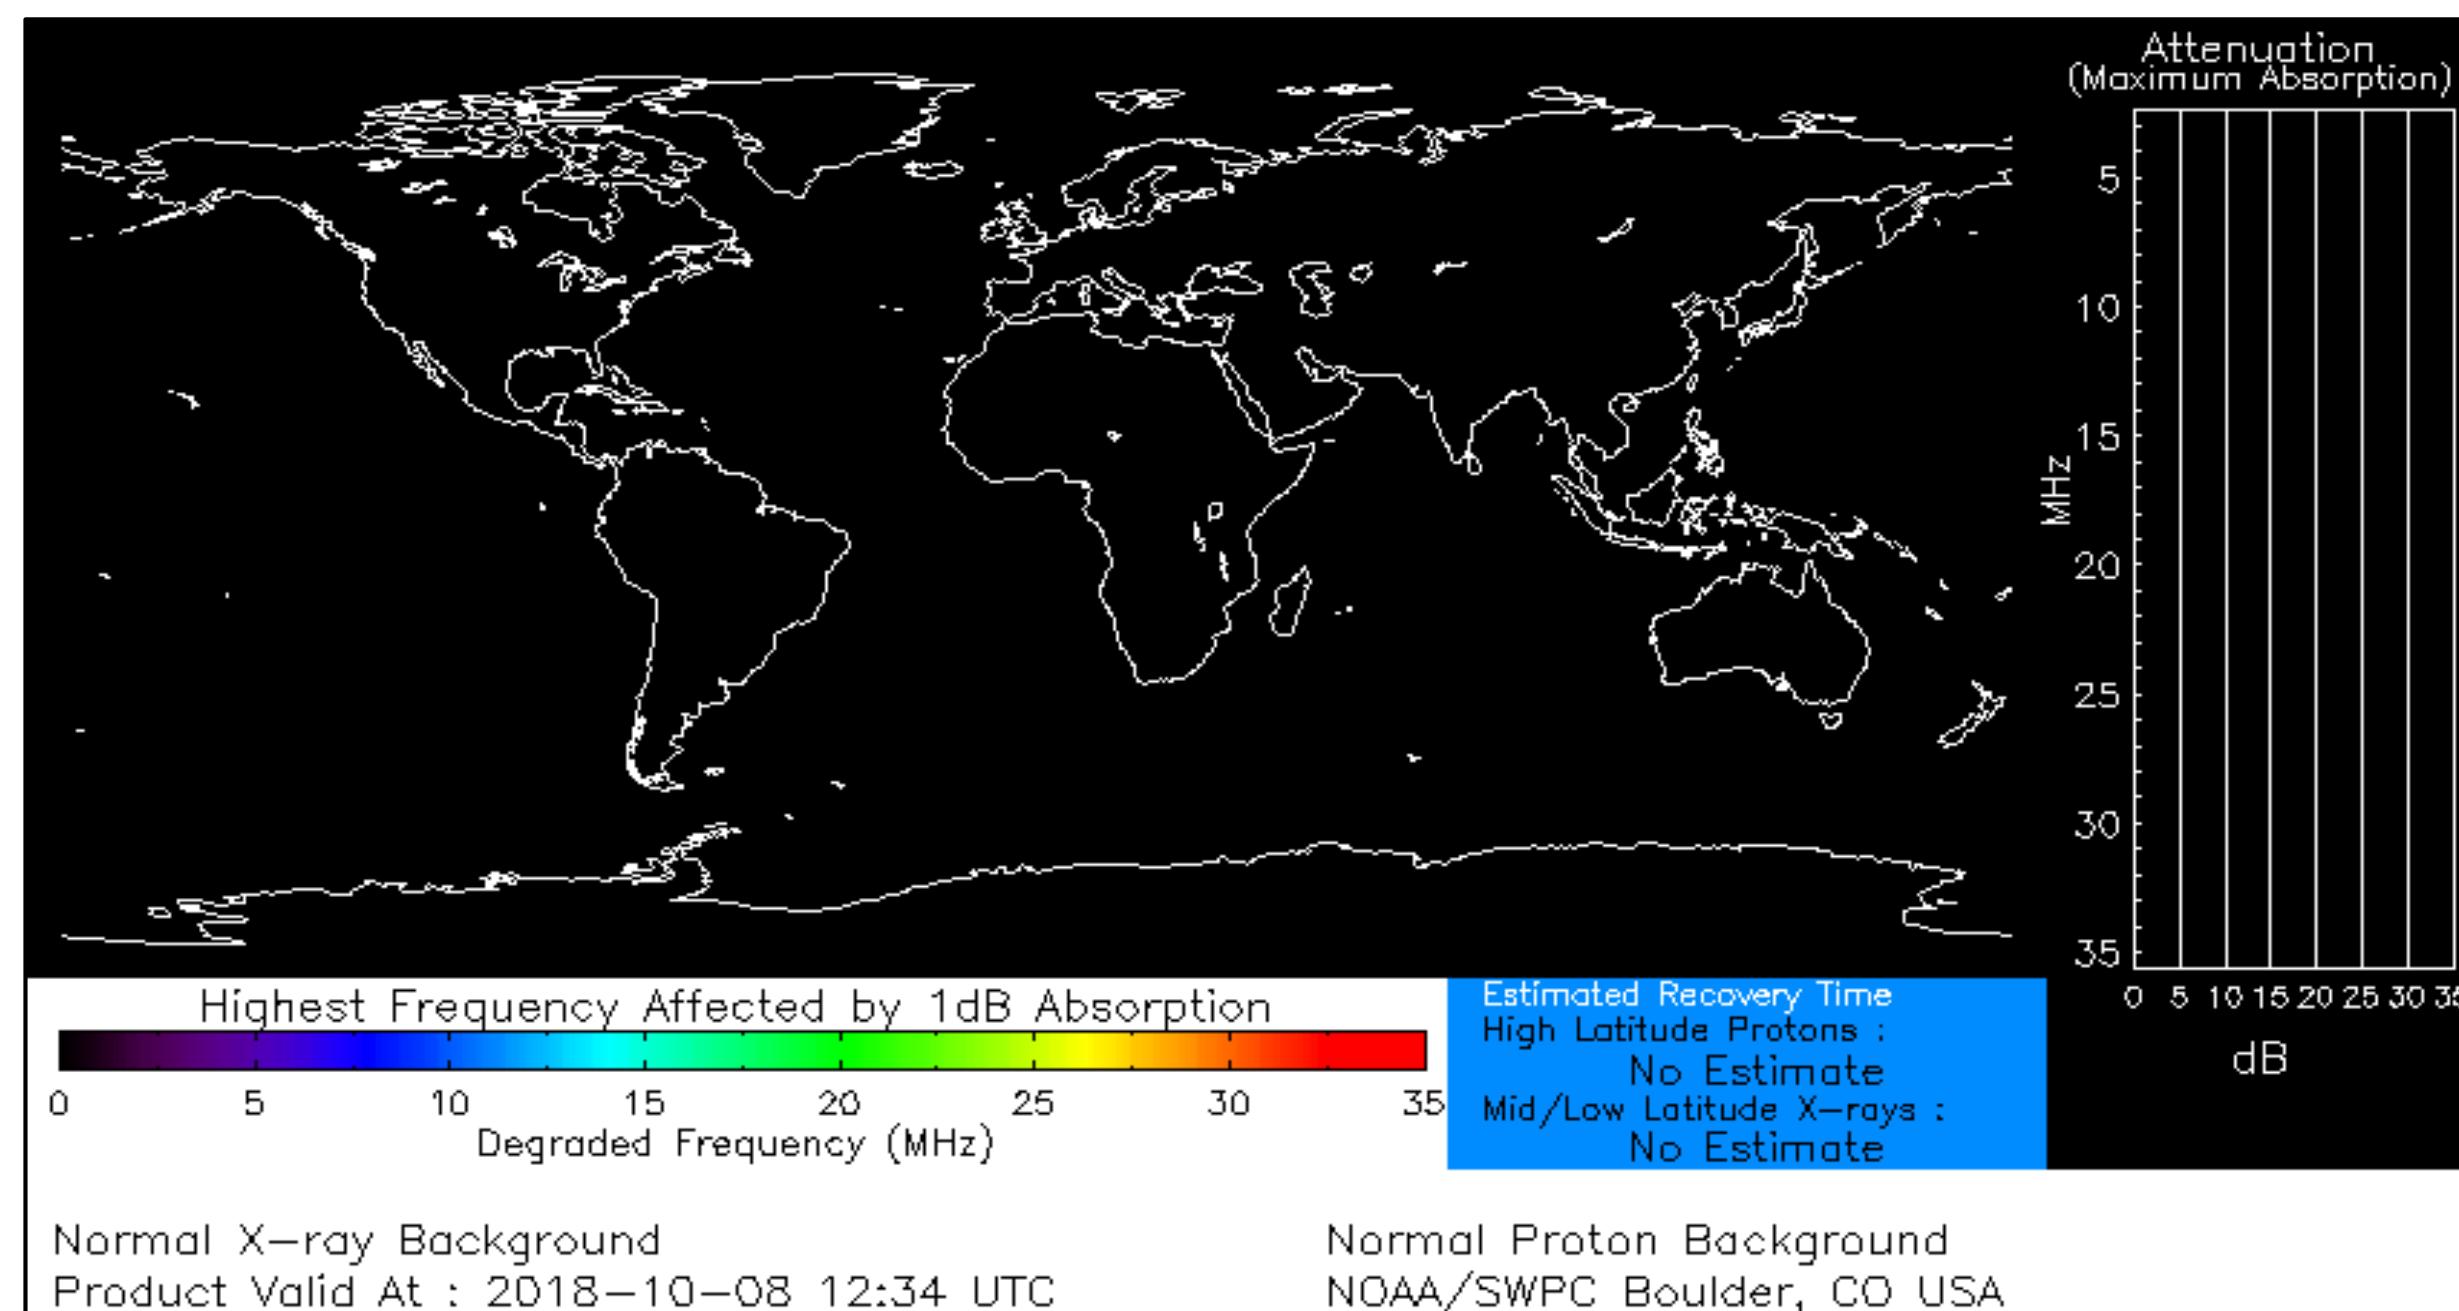 Attenuation
(Maximum Absorption)
5
10
15
20
25
30
35
MHz
0 5 10 15 20 25 30
dB
Highest Frequency Affected by 1dB Absorption
0 5 10 15 20 25 30 35
Degraded Frequency (MHz)
Estimated Recovery Time
High Latitude Protons :
No Estimate
Mid/Low Latitude X-rays :
No Estimate
Normal X-ray Background
Normal Proton Background
Product Valid At : 2018-10-08 12:34 UTC
NOAA/SWPC Boulder, CO USA